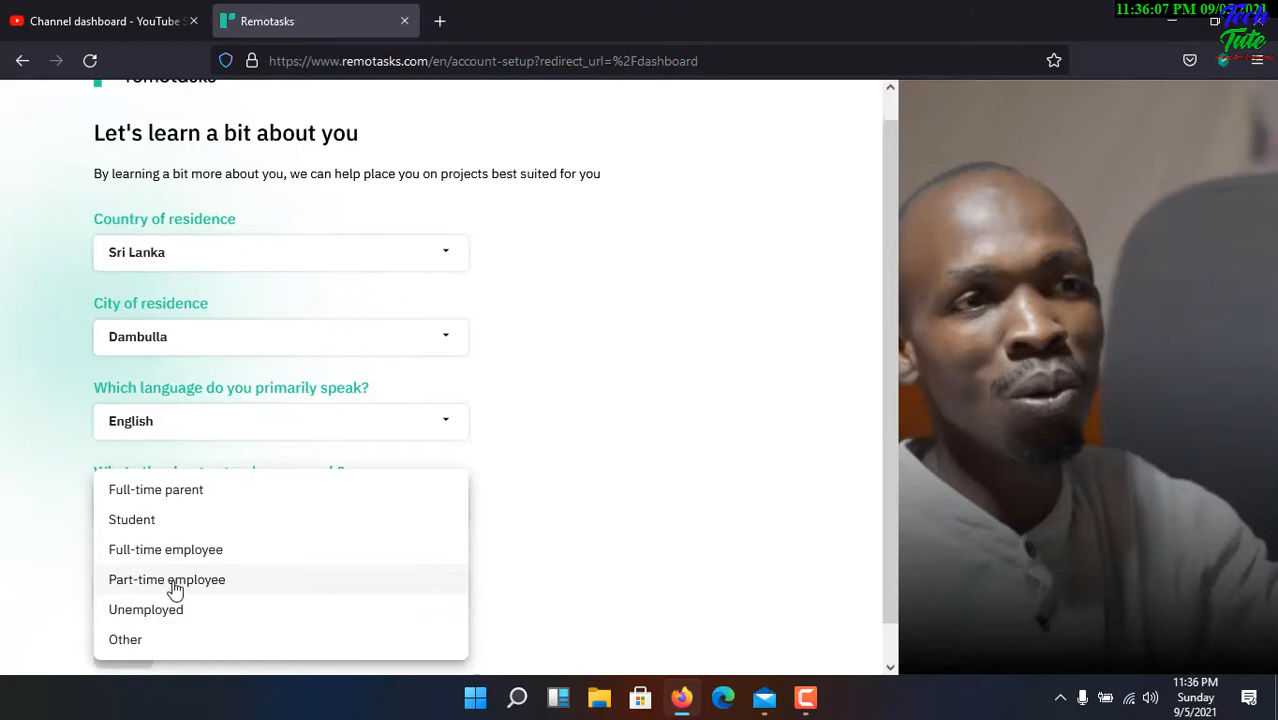 11:36:07 PM 09/05/2021
Tech
Tute
Channel dashboard - YouTube S
Remotasks
https://www.remotasks.com/en/account-setup?redirect_url=%2Fdashboard
remotasks
Let's learn a bit about you
By learning a bit more about you, we can help place you on projects best suited for you
Country of residence
Sri Lanka
City of residence
Dambulla
Which language do you primarily speak?
English
Full-time parent
Student
Full-time employee
Part-time employee
Unemployed
Other
11:36 PM
Sunday
9/5/2021